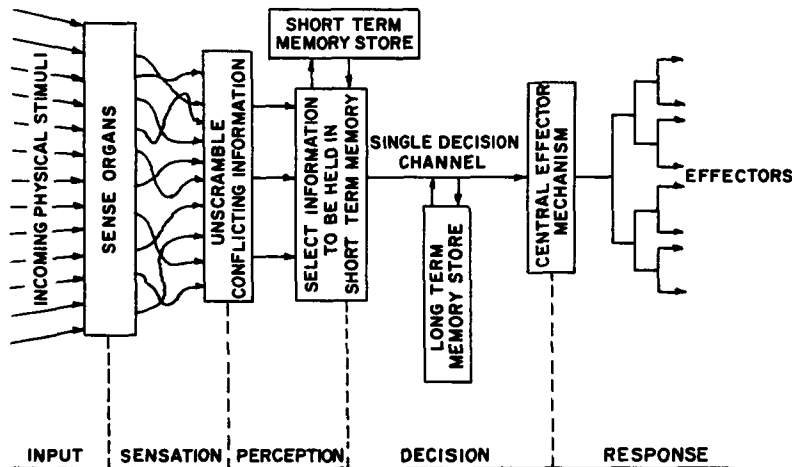 INCOMING PHYSICAL STIMULI
SENSE ORGANS
UNSCRAMBLE
CONFLICTING INFORMATION
SHORT TERM
MEMORY STORE
SELECT INFORMATION
TO BE HELD IN
SHORT TERM MEMORY
SINGLE DECISION
CHANNEL
LONG TERM
MEMORY STORE
CENTRAL EFFECTOR
MECHANISM
EFFECTORS
INPUT
SENSATION
PERCEPTION
DECISION
RESPONSE